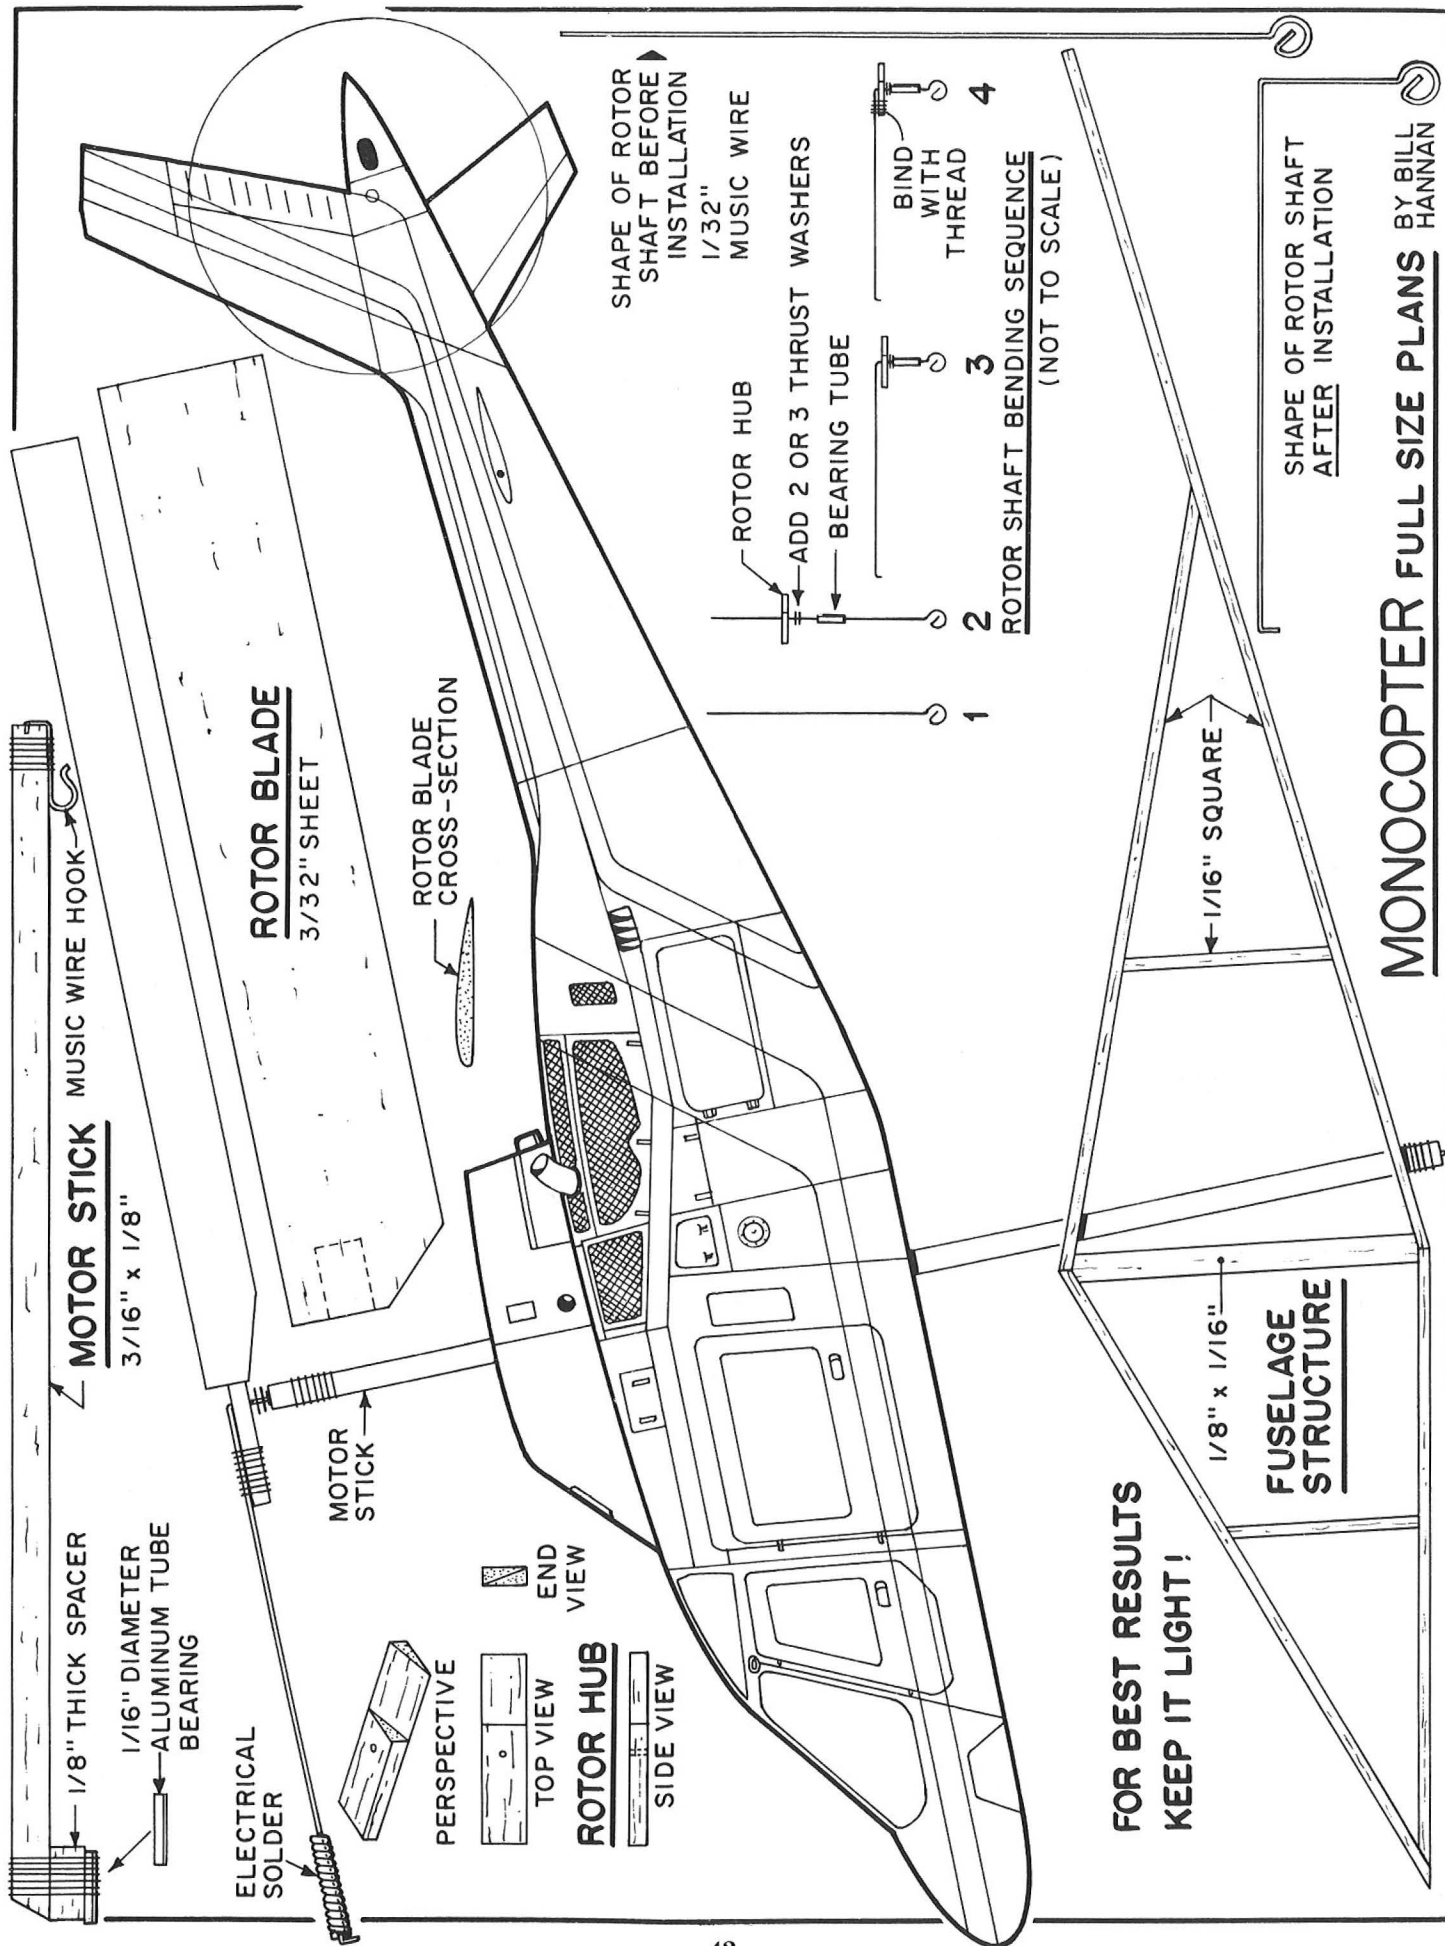 MOTOR STICK
3/16" x 1/8"
MUSIC WIRE HOOK
1/8" THICK SPACER
1/16" DIAMETER
ALUMINUM TUBE
BEARING
ELECTRICAL
SOLDER
ROTOR BLADE
3/32" SHEET
ROTOR BLADE
CROSS-SECTION
MOTOR
STICK
PERSPECTIVE
END
VIEW
TOP VIEW
ROTOR HUB
SIDE VIEW
SHAPE OF ROTOR
SHAFT BEFORE
INSTALLATION
1/32"
MUSIC WIRE
ROTOR HUB
ADD 2 OR 3 THRUST WASHERS
BEARING TUBE
BIND
WITH
THREAD
1
2
3
4
ROTOR SHAFT BENDING SEQUENCE
(NOT TO SCALE)
FOR BEST RESULTS
KEEP IT LIGHT!
1/16" SQUARE
1/8" x 1/16"
FUSELAGE
STRUCTURE
SHAPE OF ROTOR SHAFT
AFTER INSTALLATION
MONOCOPTER FULL SIZE PLANS BY BILL
HANNAN